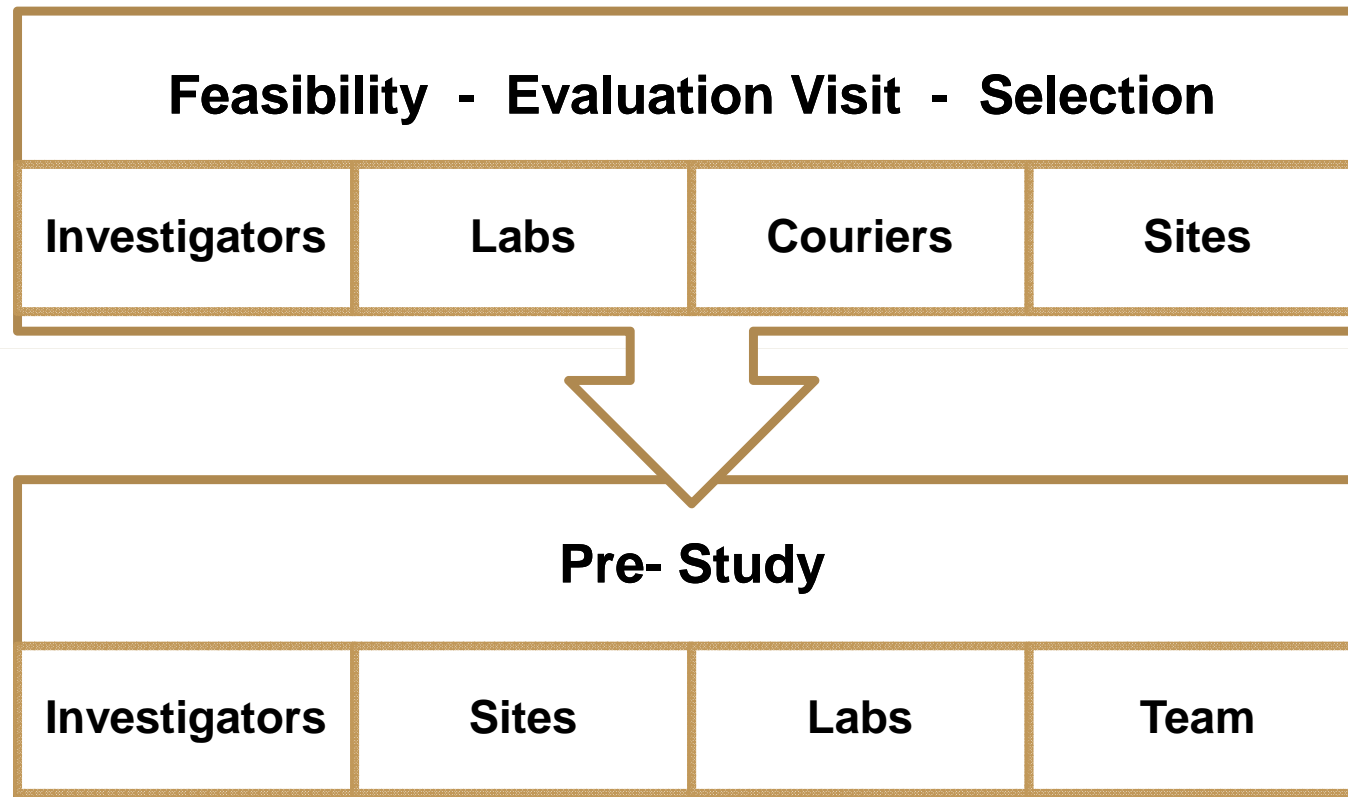 Feasibility - Evaluation Visit - Selection
Investigators Labs Couriers Sites
Pre- Study
Investigators Sites Labs Team